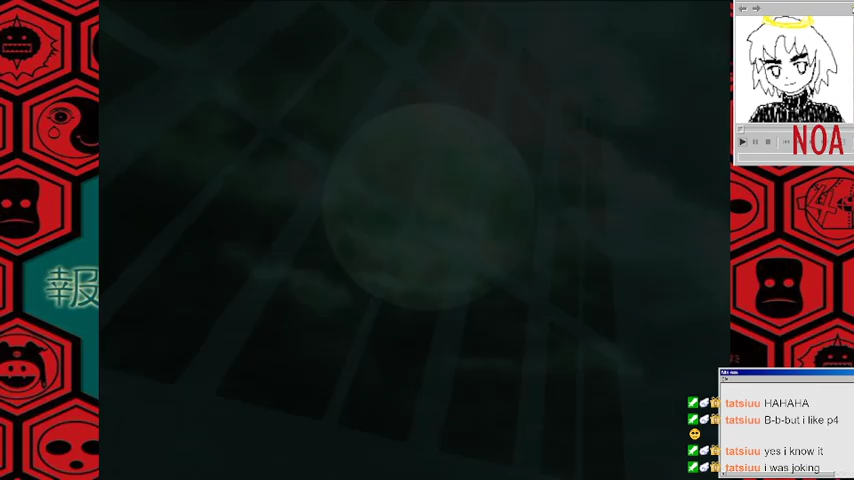 NOA
報
tatsiuu HAHAHA
tatsiuu B-b-but i like p4
tatsiuu yes i know it
tatsiuu i was joking